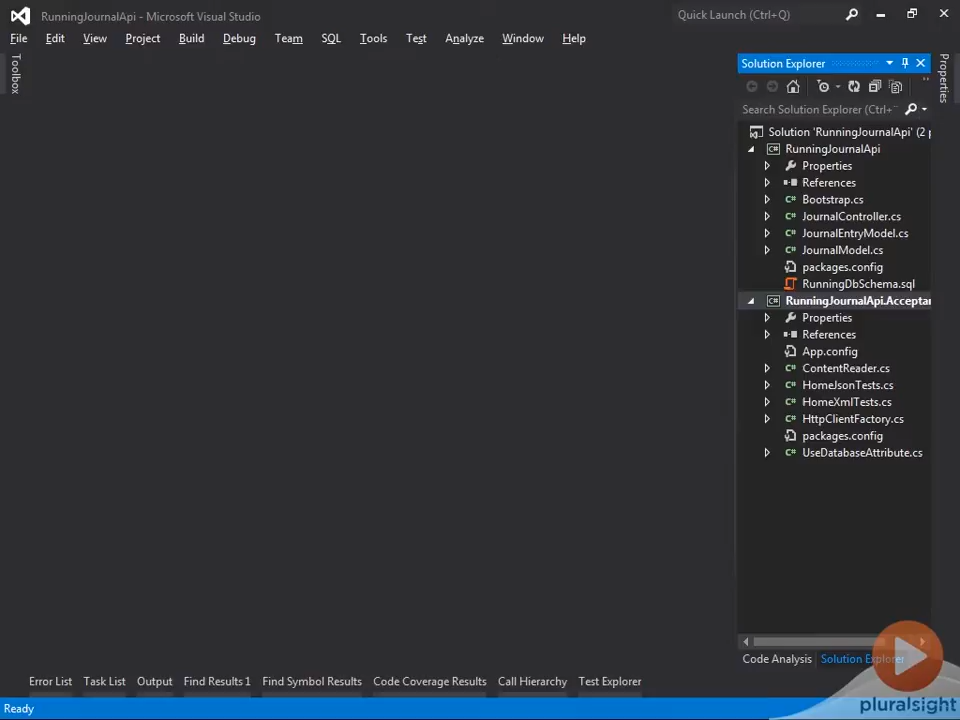 RunningJournalApi - Microsoft Visual Studio
Quick Launch (Ctrl+Q)
File Edit View Project Build Debug Team SQL Tools Test Analyze Window Help
Toolbox
Solution Explorer
Properties
Search Solution Explorer (Ctrl+
Solution 'RunningJournalApi' (2 p
RunningJournalApi
Properties
References
Bootstrap.cs
JournalController.cs
JournalEntryModel.cs
JournalModel.cs
packages.config
RunningDbSchema.sql
RunningJournalApi.Acceptan
Properties
References
App.config
ContentReader.cs
HomeJsonTests.cs
HomeXmlTests.cs
HttpClientFactory.cs
packages.config
UseDatabaseAttribute.cs
Code Analysis Solution Explorer
Error List Task List Output Find Results 1 Find Symbol Results Code Coverage Results Call Hierarchy Test Explorer
Ready
pluralsight